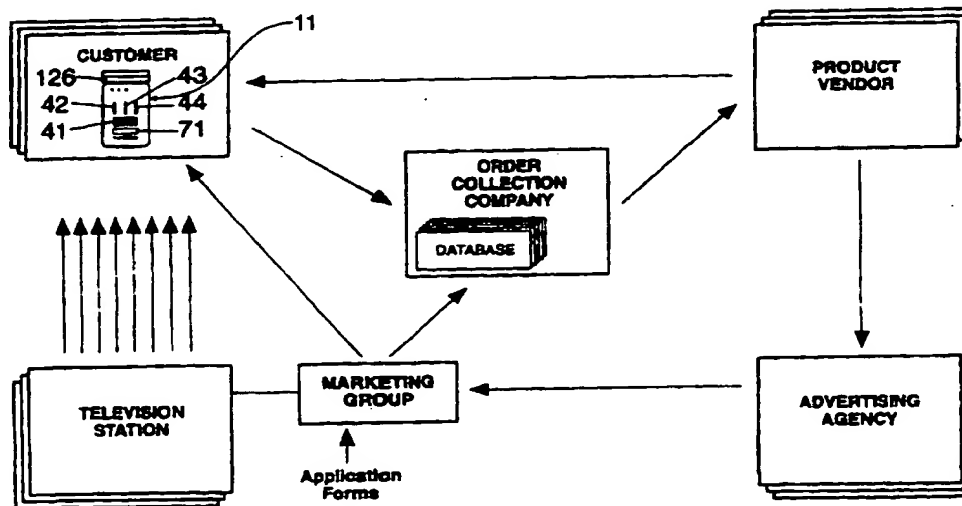 11
CUSTOMER
126
43
42
44
41
71
PRODUCT
VENDOR
ORDER
COLLECTION
COMPANY
DATABASE
TELEVISION
STATION
MARKETING
GROUP
ADVERTISING
AGENCY
Application
Forms